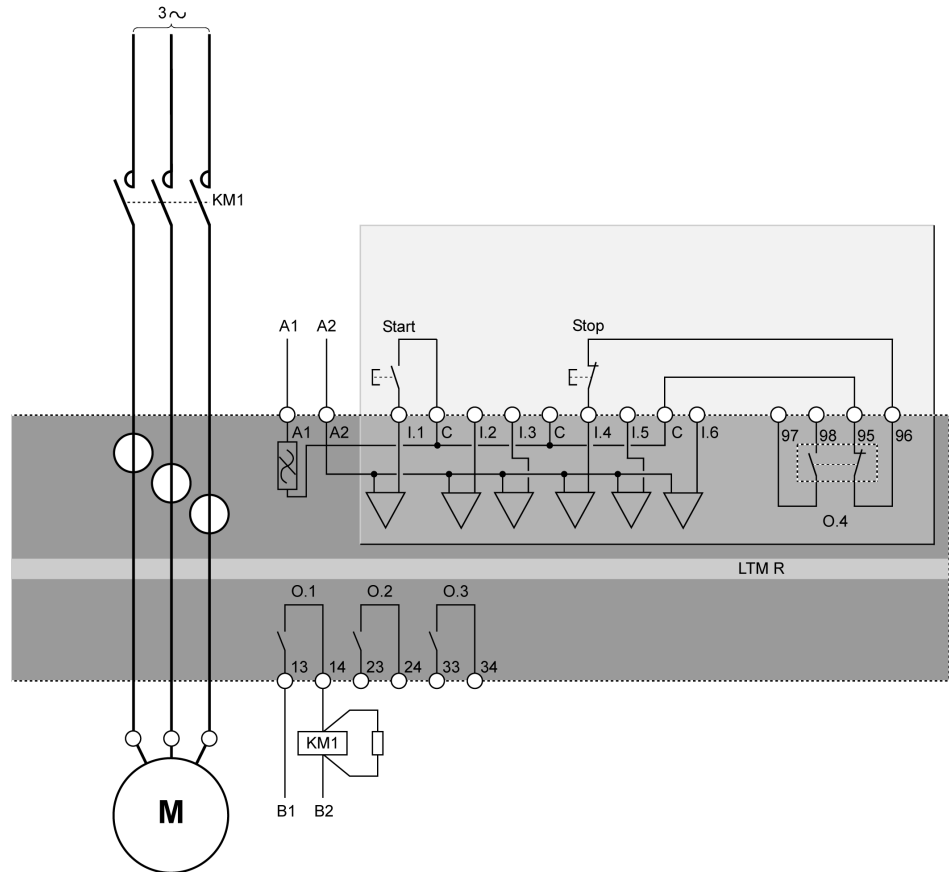 3∼
KM1
A1 A2 Start Stop
A1 A2 I.1 C I.2 I.3 C I.4 I.5 C I.6 97 98 95 96
O.4
LTM R
O.1 O.2 O.3
13 14 23 24 33 34
KM1
M
B1 B2